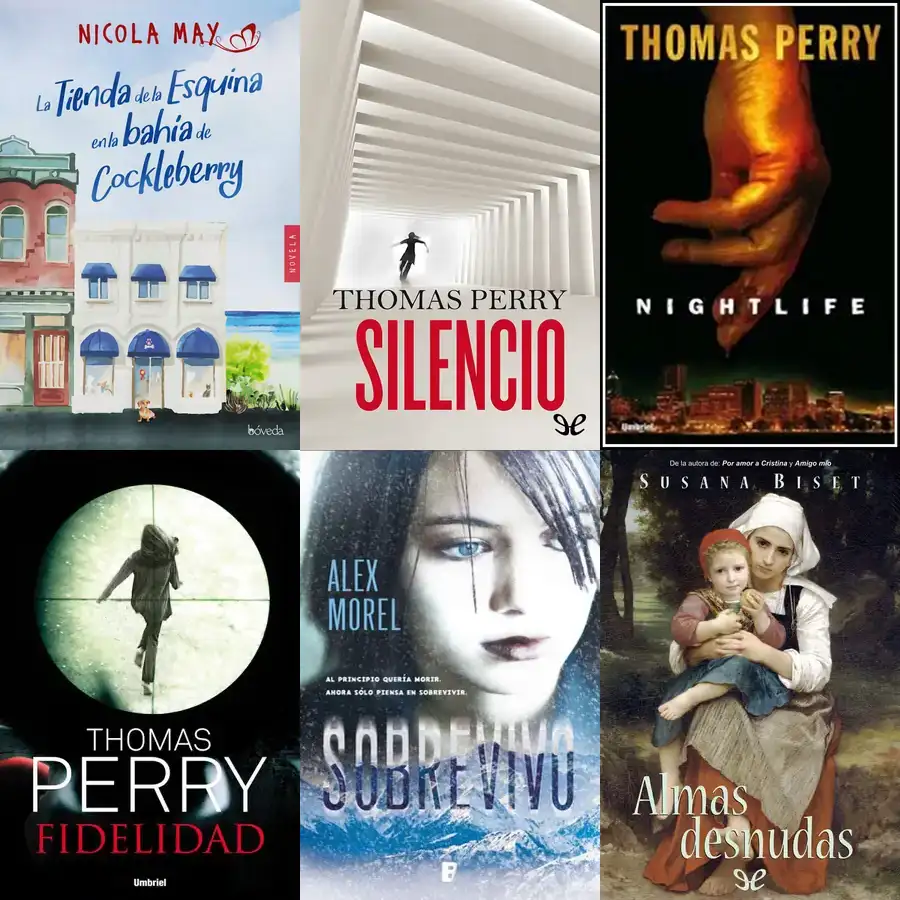 NICOLA MAY
La Tienda de la Esquina
en la bahía de
Cockleberry
NOVELA
bóveda
THOMAS PERRY
SILENCIO
THOMAS PERRY
NIGHTLIFE
Umbriel
THOMAS
PERRY
FIDELIDAD
Umbriel
ALEX
MOREL
AL PRINCIPIO QUERÍA MORIR.
AHORA SÓLO PIENSA EN SOBREVIVIR.
SOBREVIVO
B
De la autora de: Por amor a Cristina y Amigo mío
SUSANA BISET
Almas
desnudas